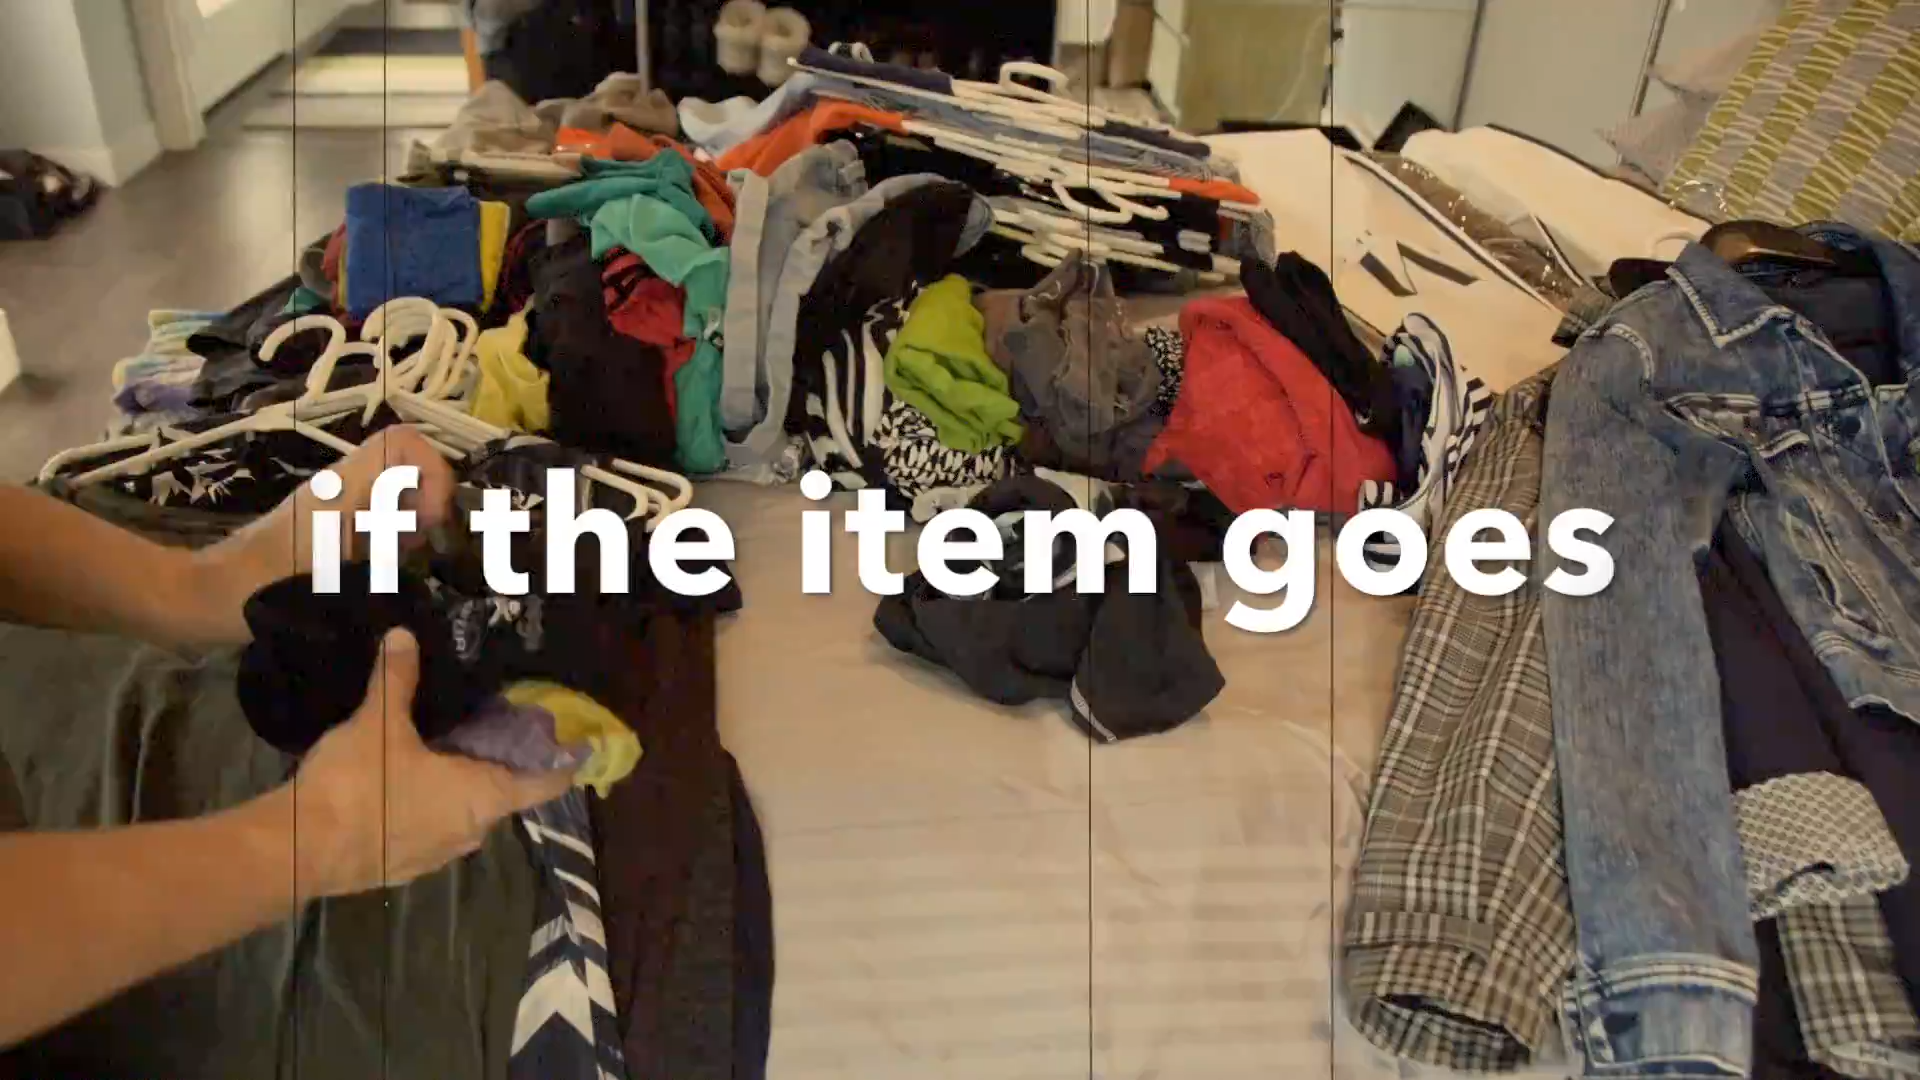 if the item goes